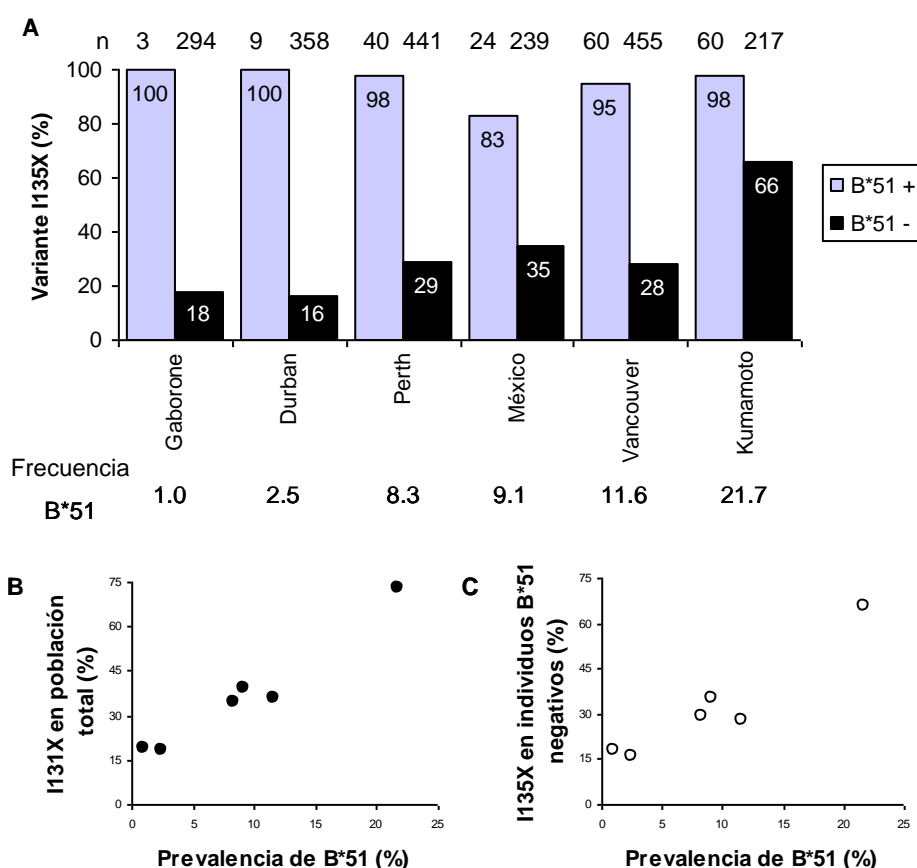 A
n 3 294 9 358 40 441 24 239 60 455 60 217
Variante I135X (%)
100
80
60
40
20
0
100 18 100 16 98 29 83 35 95 28 98 66
B*51 +
B*51 -
Gaborone
Durban
Perth
México
Vancouver
Kumamoto
Frecuencia
B*51
1.0 2.5 8.3 9.1 11.6 21.7
B
I131X en población
total (%)
75
60
45
30
15
0
0 5 10 15 20 25
Prevalencia de B*51 (%)
C
I135X en individuos B*51
negativos (%)
75
60
45
30
15
0
0 5 10 15 20 25
Prevalencia de B*51 (%)